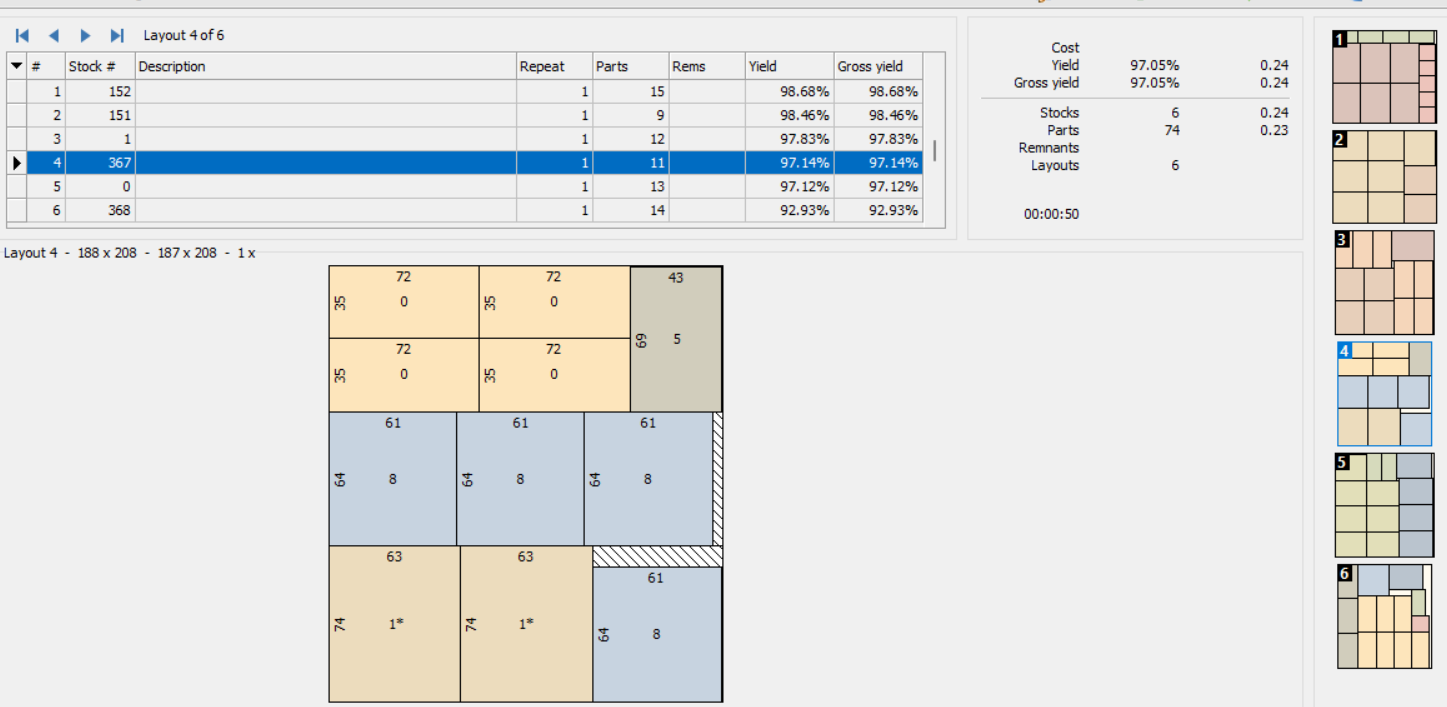 Layout 4 of 6
# Stock # Description Repeat Parts Rems Yield Gross yield
1 152 1 15 98.68% 98.68%
2 151 1 9 98.46% 98.46%
3 1 1 12 97.83% 97.83%
4 367 1 11 97.14% 97.14%
5 0 1 13 97.12% 97.12%
6 368 1 14 92.93% 92.93%
Cost
Yield 97.05% 0.24
Gross yield 97.05% 0.24
Stocks 6 0.24
Parts 74 0.23
Remnants
Layouts 6
00:00:50
Layout 4 - 188 x 208 - 187 x 208 - 1 x
72 72 43
35 0 35 0
69 5
72 72
35 0 35 0
61 61 61
64 8 64 8 64 8
63 63
61
74 1* 74 1*
64 8
1
2
3
4
5
6